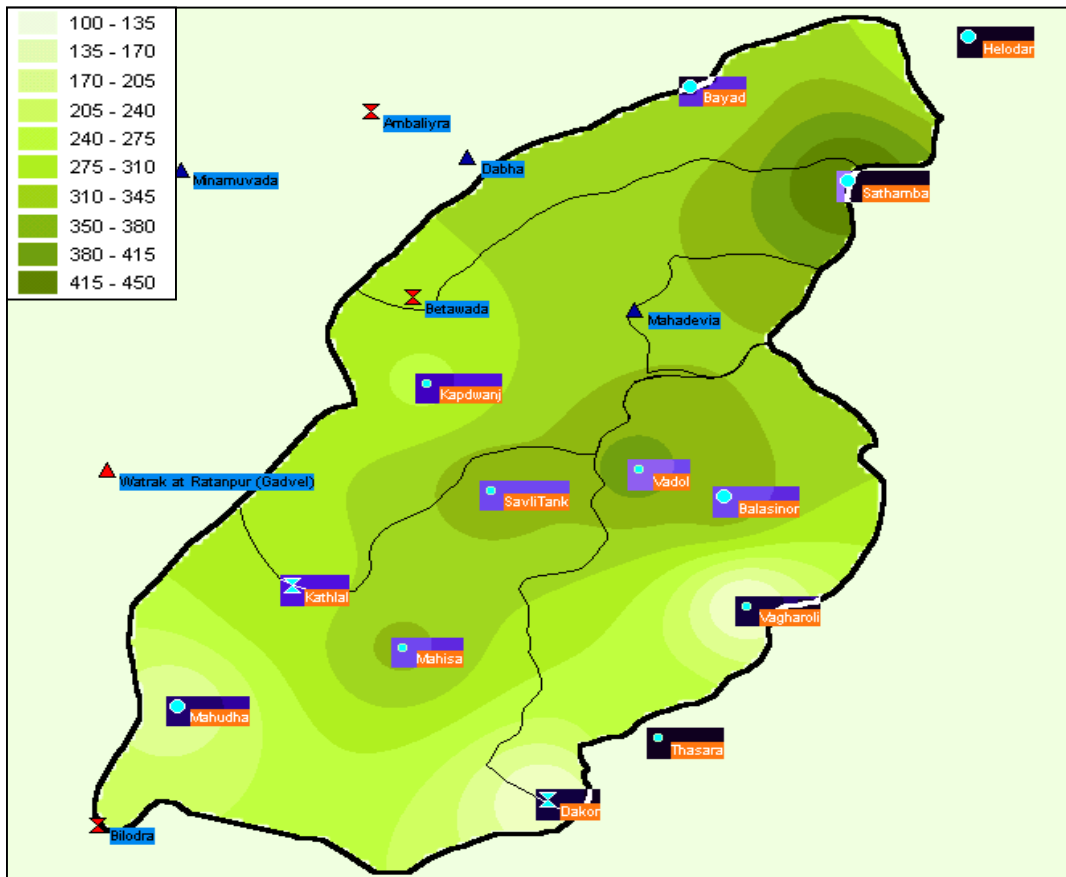 100 - 135
135 - 170
170 - 205
205 - 240
240 - 275
275 - 310
310 - 345
350 - 380
380 - 415
415 - 450
Helodar
Bayad
Ambaliyra
Dabha
Minamuvada
Sathamba
Betawada
Mahadevia
Kapdwanj
Watrak at Ratanpur (Gadvel)
Vadol
SavliTank
Balasinor
Kathlal
Vagharoli
Mahisa
Mahudha
Thasara
Dakor
Bilodra